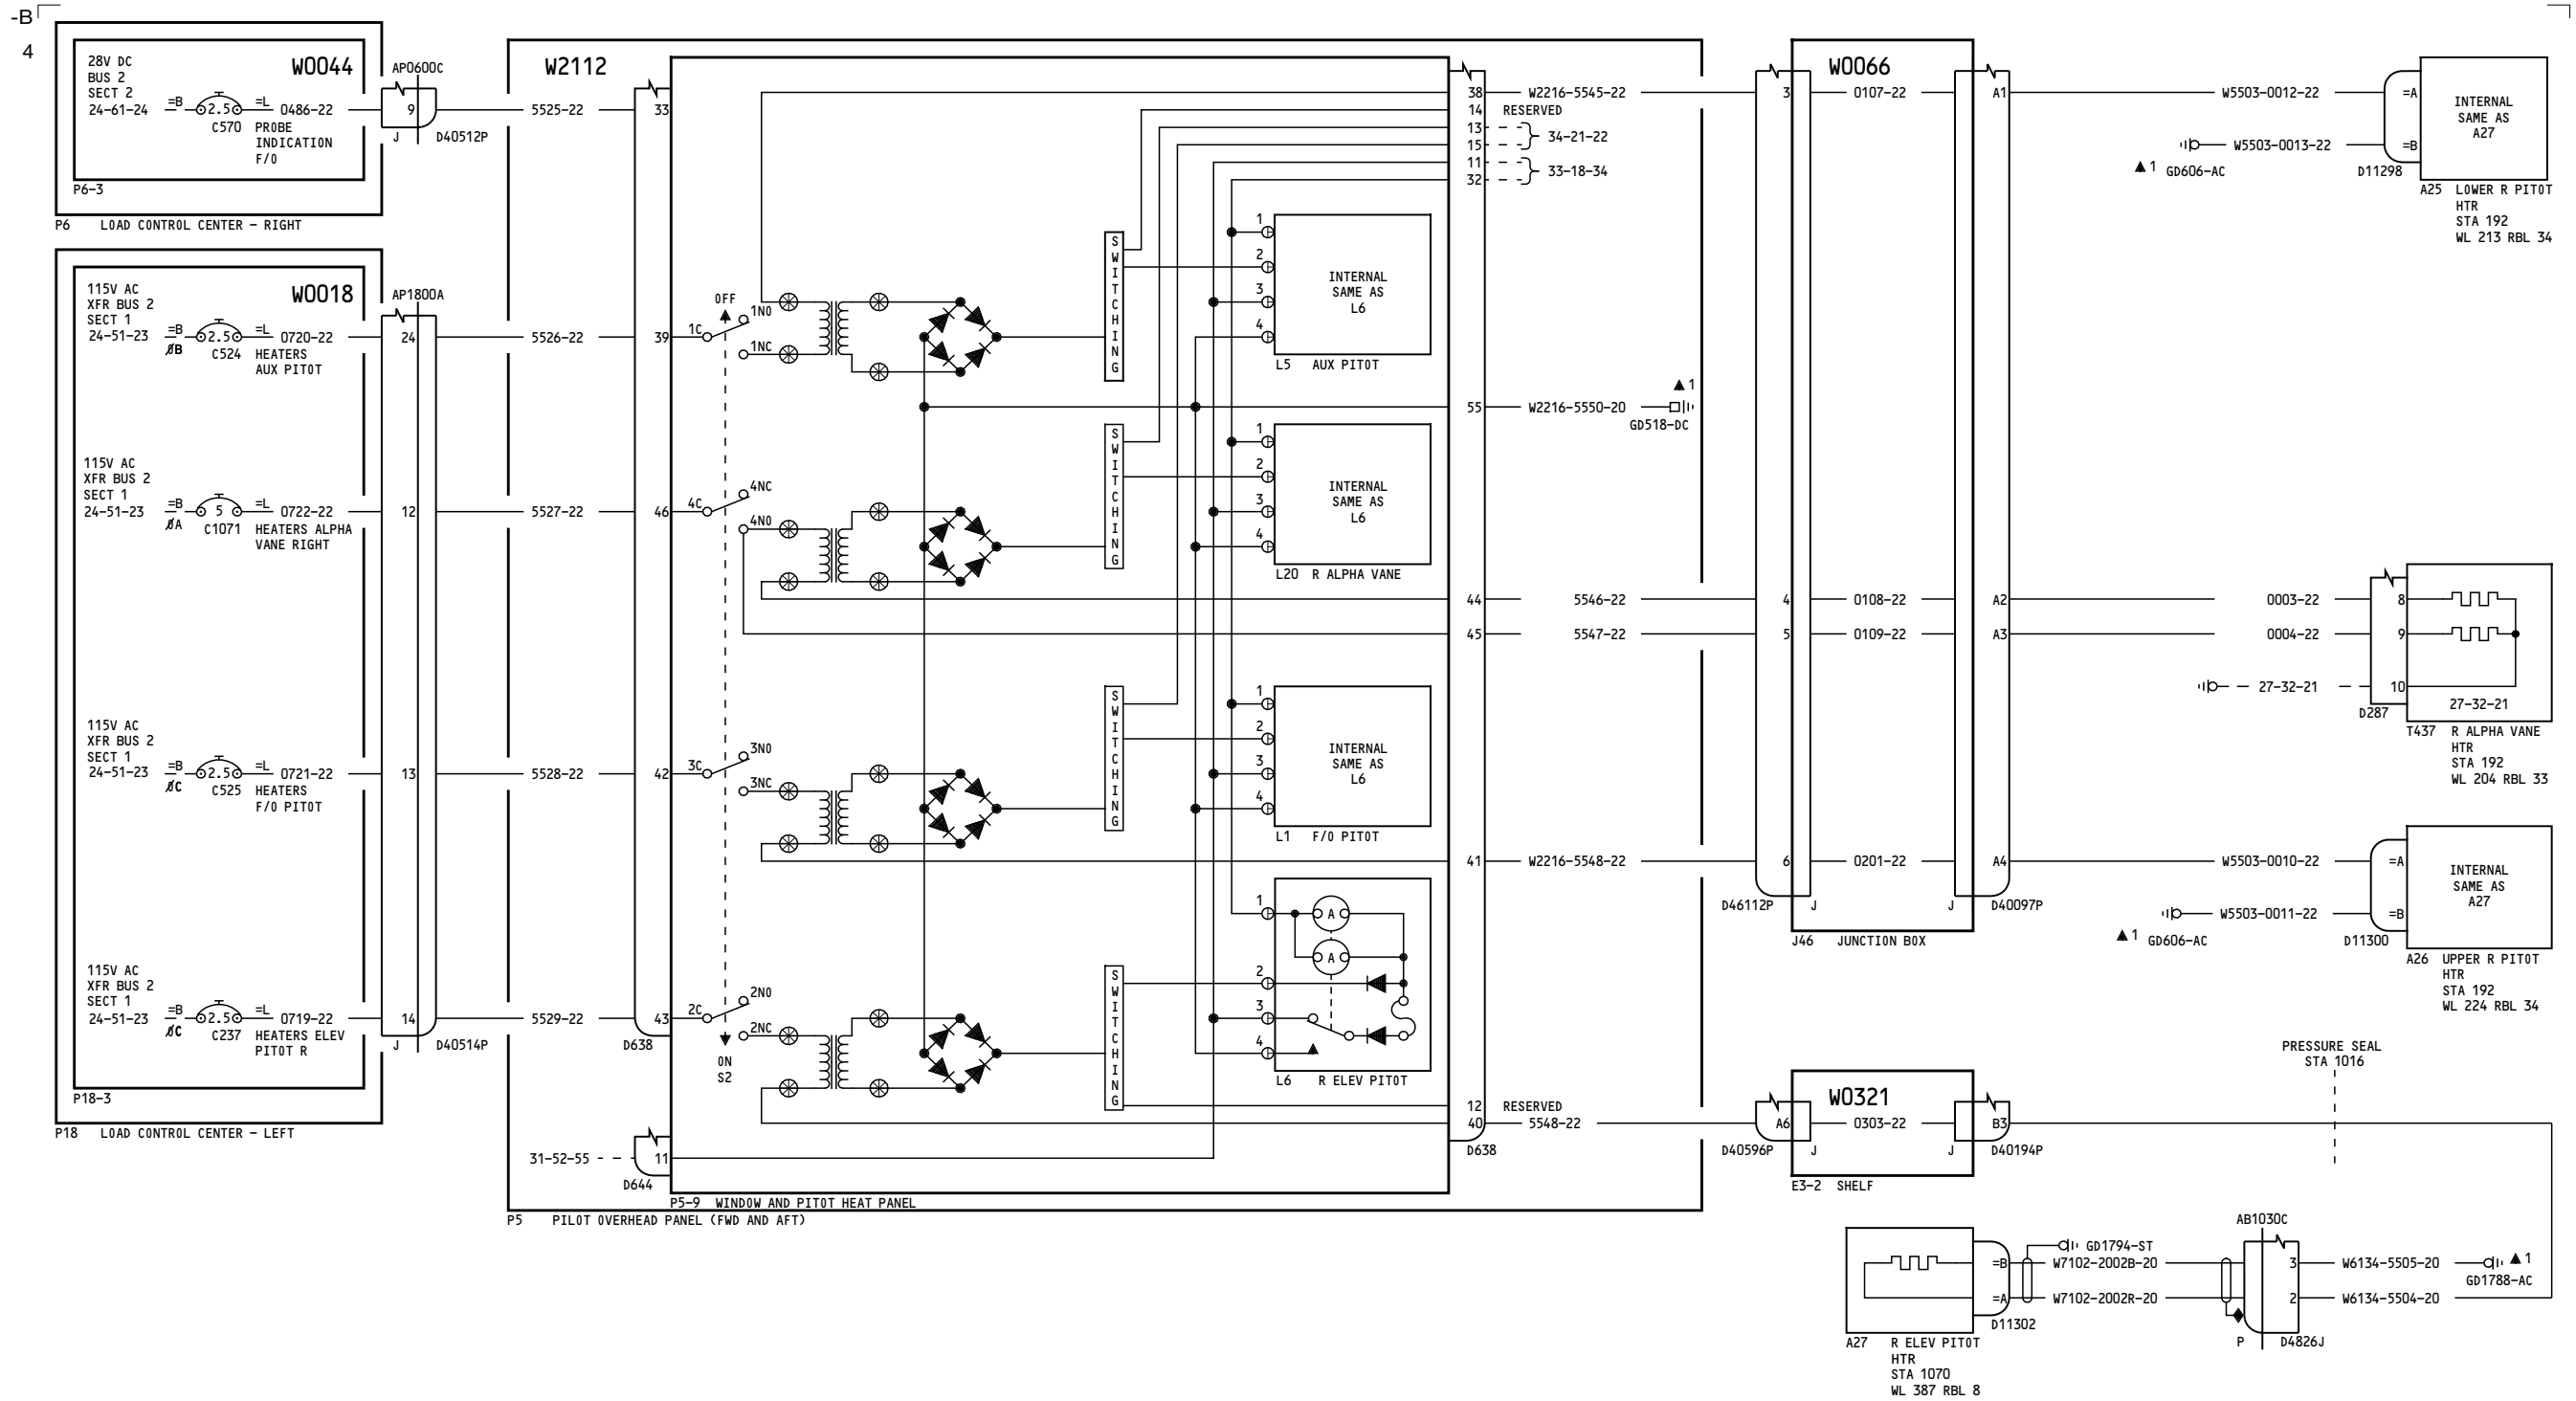 -B
4
28V DC
BUS 2
SECT 2
24-61-24
=B
2.5
C570
=L
0486-22
PROBE
INDICATION
F/O
W0044
P6-3
P6 LOAD CONTROL CENTER - RIGHT
AP0600C
9
J
D40512P
5525-22
115V AC
XFR BUS 2
SECT 1
24-51-23
=B
ØB
2.5
C524
=L
0720-22
HEATERS
AUX PITOT
W0018
AP1800A
24
5526-22
115V AC
XFR BUS 2
SECT 1
24-51-23
=B
ØA
5
C1071
=L
0722-22
HEATERS ALPHA
VANE RIGHT
12
5527-22
115V AC
XFR BUS 2
SECT 1
24-51-23
=B
ØC
2.5
C525
=L
0721-22
HEATERS
F/O PITOT
13
5528-22
115V AC
XFR BUS 2
SECT 1
24-51-23
=B
ØC
2.5
C237
=L
0719-22
HEATERS ELEV
PITOT R
14
J
D40514P
5529-22
P18-3
P18 LOAD CONTROL CENTER - LEFT
W2112
33
39
46
42
43
D638
31-52-55
11
D644
OFF
1C
1NO
1NC
4C
4NC
4NO
3C
3NO
3NC
2C
2NO
2NC
ON
S2
SWITCHING
SWITCHING
SWITCHING
SWITCHING
1
2
3
4
INTERNAL
SAME AS
L6
L5 AUX PITOT
1
2
3
4
INTERNAL
SAME AS
L6
L20 R ALPHA VANE
1
2
3
4
INTERNAL
SAME AS
L6
L1 F/O PITOT
1
2
3
4
A
A
L6 R ELEV PITOT
P5-9 WINDOW AND PITOT HEAT PANEL
P5 PILOT OVERHEAD PANEL (FWD AND AFT)
38 W2216-5545-22
14 RESERVED
13
15
34-21-22
11
32
33-18-34
55 W2216-5550-20
1
GD518-DC
44 5546-22
45 5547-22
41 W2216-5548-22
12 RESERVED
40 5548-22
D638
W0066
3 0107-22 A1
4 0108-22 A2
5 0109-22 A3
6 0201-22 A4
D46112P
J
J
D40097P
J46 JUNCTION BOX
W0321
A6 0303-22 B3
D40596P
J
J
D40194P
E3-2 SHELF
W5503-0012-22
=A
W5503-0013-22
=B
1
GD606-AC
D11298
INTERNAL
SAME AS
A27
A25 LOWER R PITOT
HTR
STA 192
WL 213 RBL 34
0003-22
8
0004-22
9
27-32-21
10
D287
27-32-21
T437 R ALPHA VANE
HTR
STA 192
WL 204 RBL 33
W5503-0010-22
=A
W5503-0011-22
=B
1
GD606-AC
D11300
INTERNAL
SAME AS
A27
A26 UPPER R PITOT
HTR
STA 192
WL 224 RBL 34
PRESSURE SEAL
STA 1016
AB1030C
=B
GD1794-ST
W7102-2002B-20
3
W6134-5505-20
1
GD1788-AC
=A
W7102-2002R-20
2
W6134-5504-20
D11302
P
D4826J
A27 R ELEV PITOT
HTR
STA 1070
WL 387 RBL 8